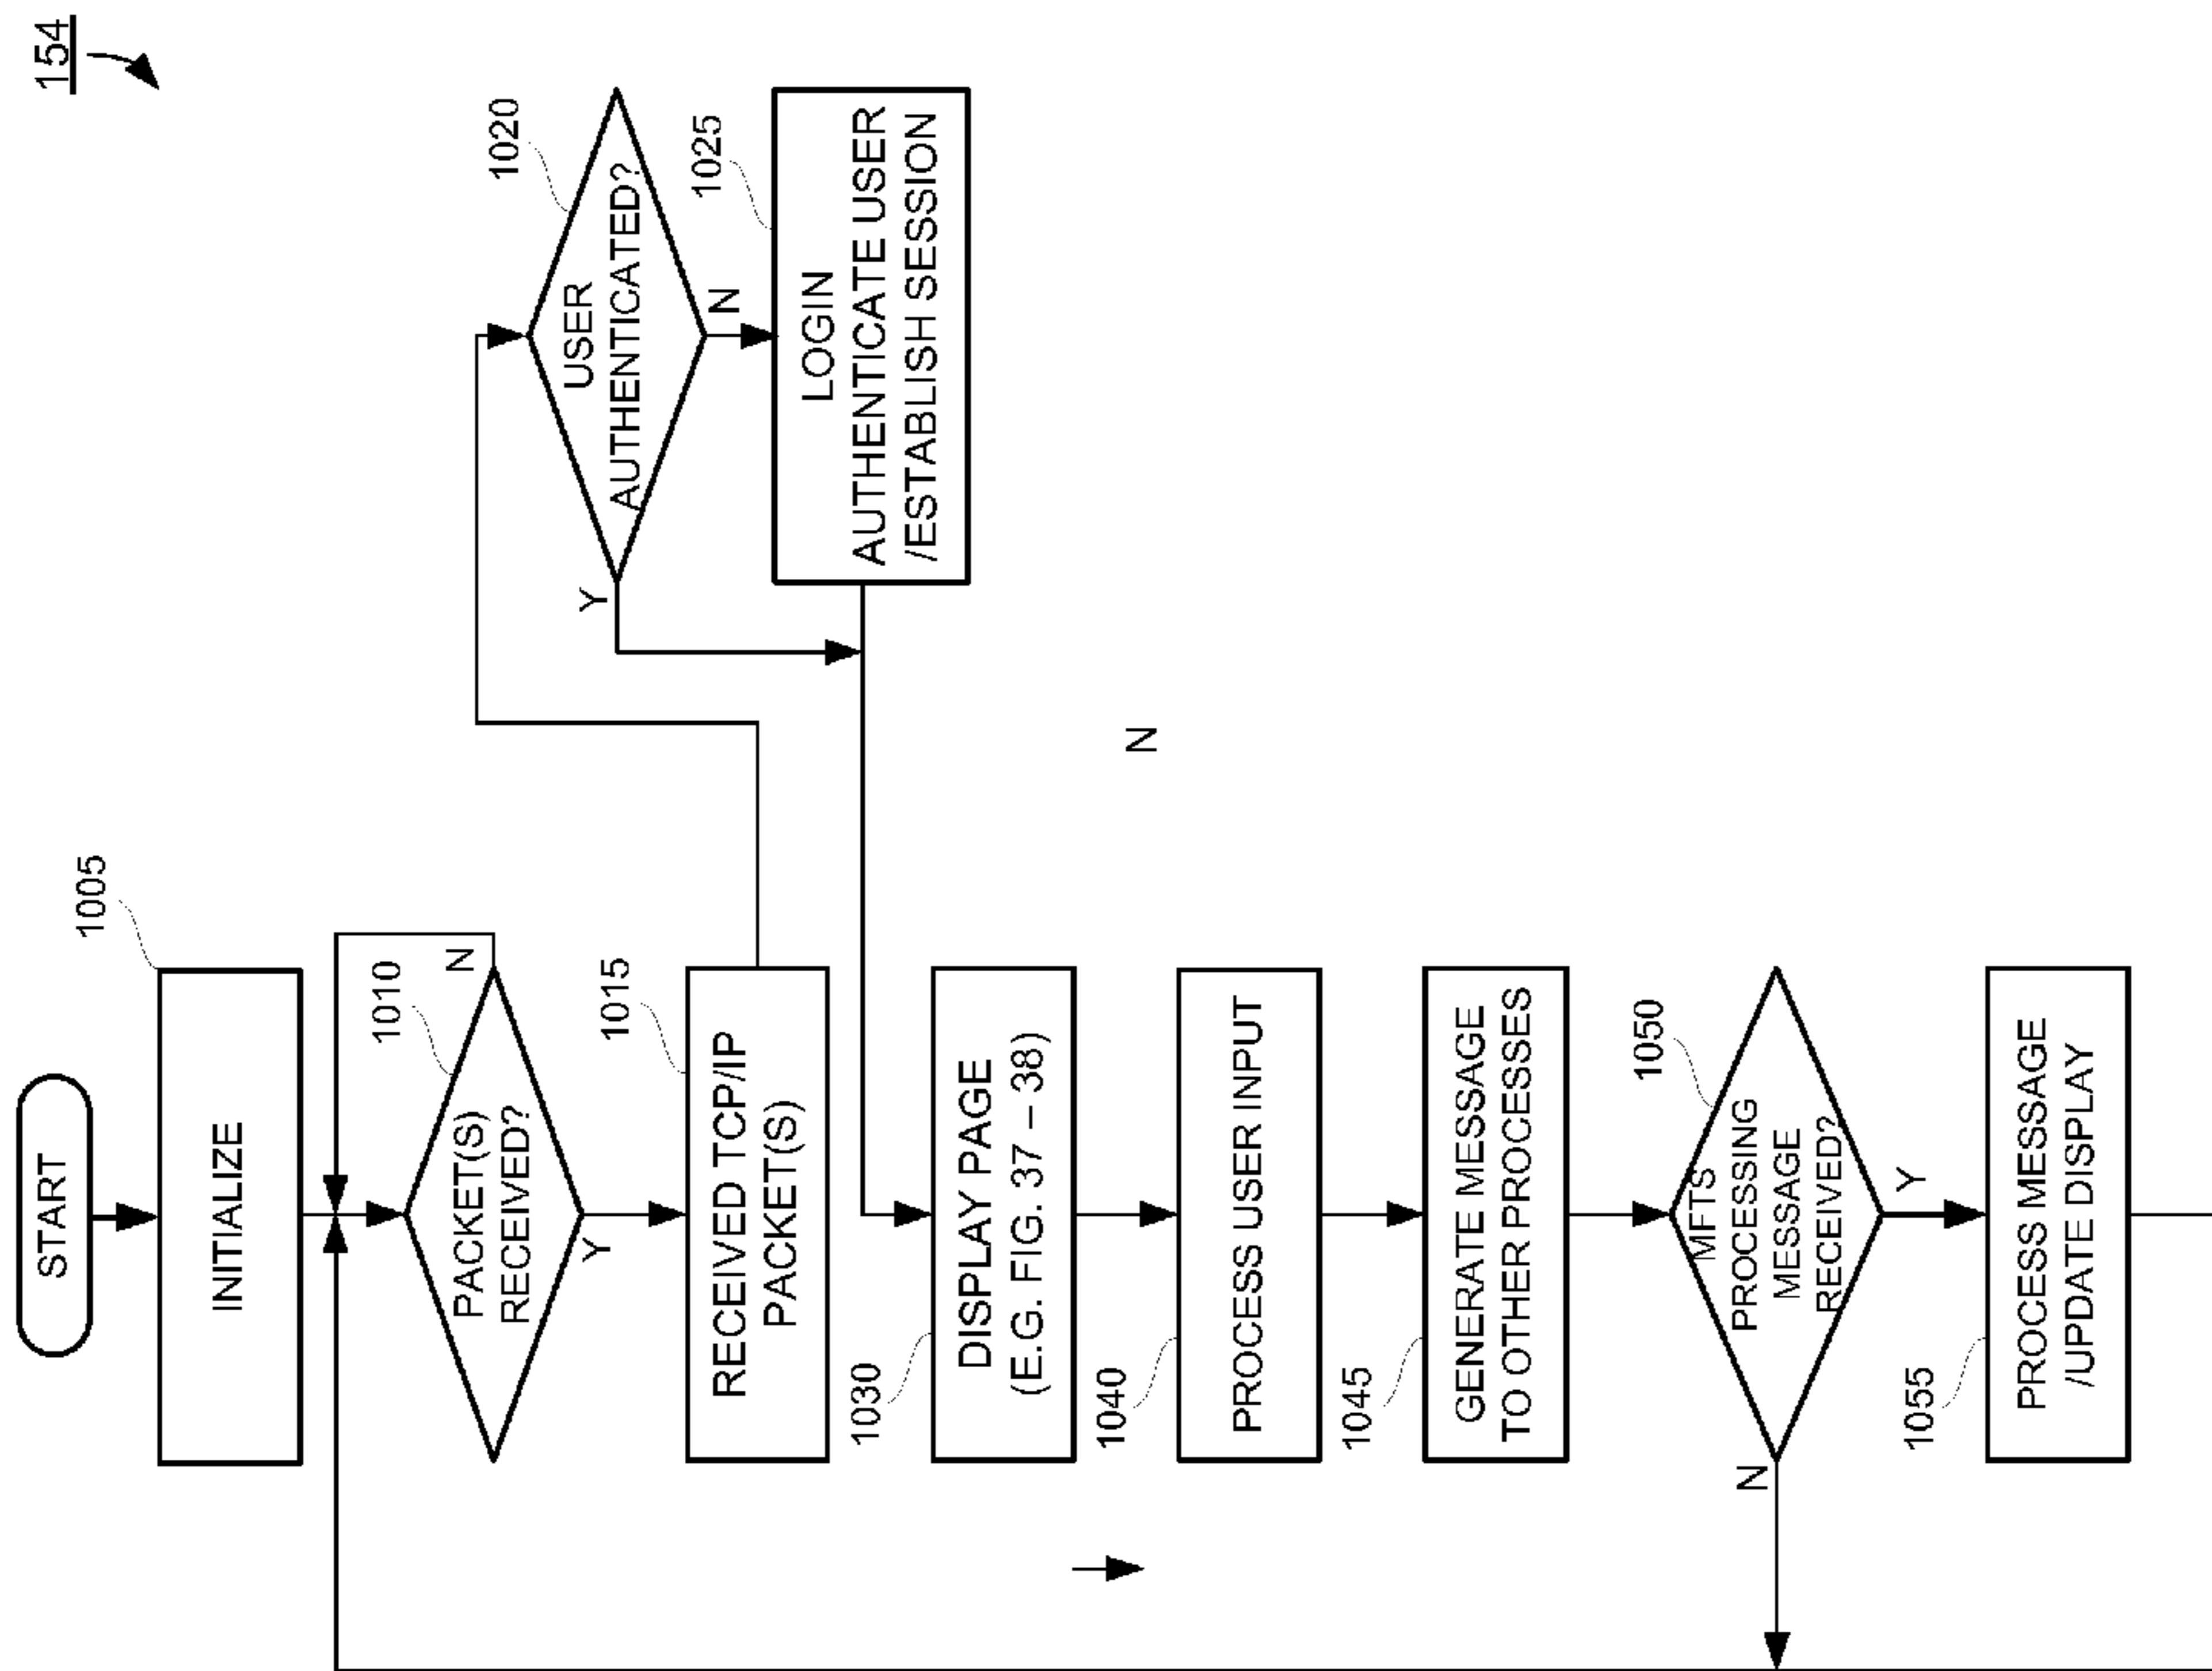 154
START
1005
INITIALIZE
1010
PACKET(S)
RECEIVED?
N
Y
1015
RECEIVED TCP/IP
PACKET(S)
1020
USER
AUTHENTICATED?
Y
N
1025
LOGIN
AUTHENTICATE USER
/ESTABLISH SESSION
1030
DISPLAY PAGE
(E.G. FIG. 37 – 38)
N
1040
PROCESS USER INPUT
1045
GENERATE MESSAGE
TO OTHER PROCESSES
1050
MFTS
PROCESSING
MESSAGE
RECEIVED?
N
Y
1055
PROCESS MESSAGE
/UPDATE DISPLAY